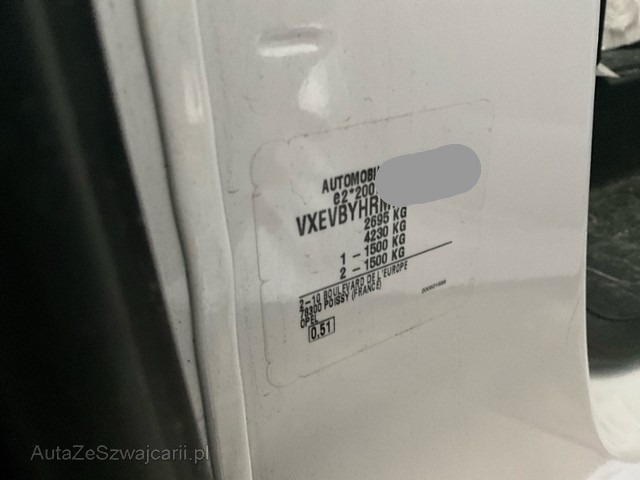 AUTOMOBI
e2*200
VXEVBYHRM
2695 KG
4230 KG
1 - 1500 KG
2 - 1500 KG
2-10 BOULEVARD DE L'EUROPE
78300 POISSY (FRANCE)
OPEL
0.51
AutaZeSzwajcarii.pl